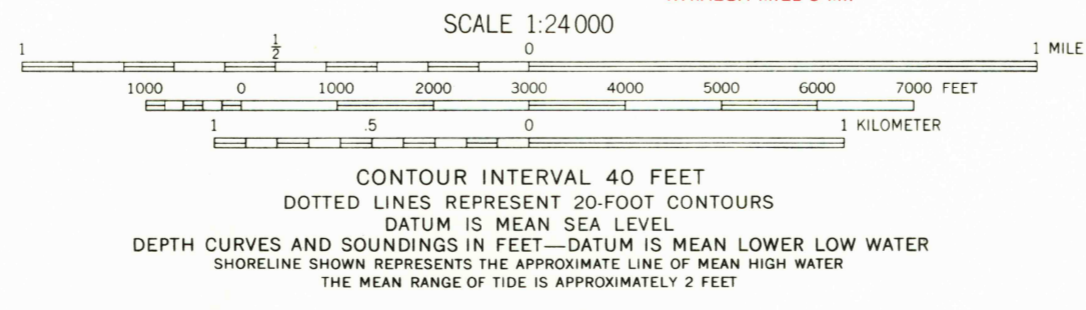 SCALE 1:24 000
1 ½ 0 1 MILE
1000 0 1000 2000 3000 4000 5000 6000 7000 FEET
1 .5 0 1 KILOMETER
CONTOUR INTERVAL 40 FEET
DOTTED LINES REPRESENT 20-FOOT CONTOURS
DATUM IS MEAN SEA LEVEL
DEPTH CURVES AND SOUNDINGS IN FEET—DATUM IS MEAN LOWER LOW WATER
SHORELINE SHOWN REPRESENTS THE APPROXIMATE LINE OF MEAN HIGH WATER
THE MEAN RANGE OF TIDE IS APPROXIMATELY 2 FEET